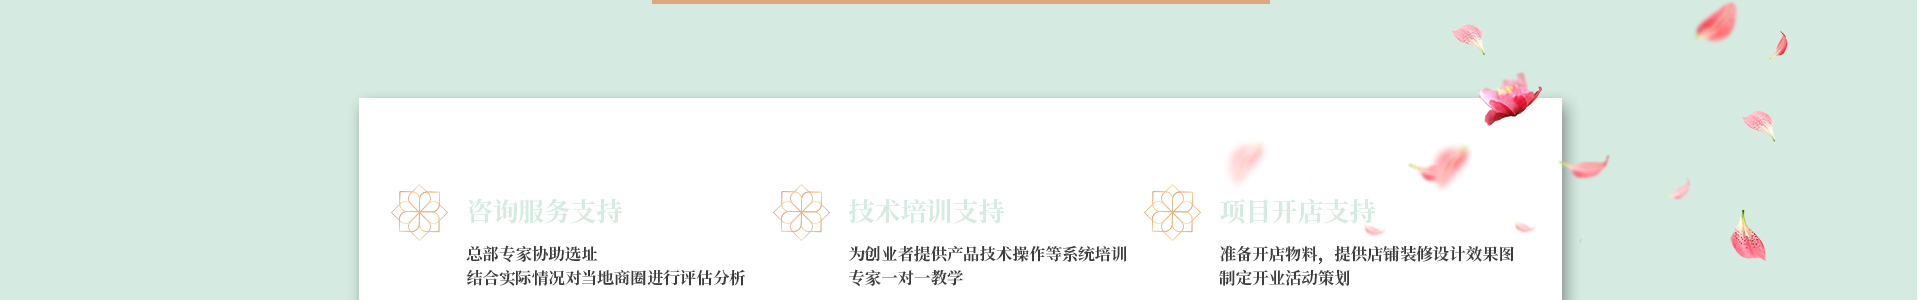 咨询服务支持
总部专家协助选址
结合实际情况对当地商圈进行评估分析
技术培训支持
为创业者提供产品技术操作等系统培训
专家一对一教学
项目开店支持
准备开店物料，提供店铺装修设计效果图
制定开业活动策划